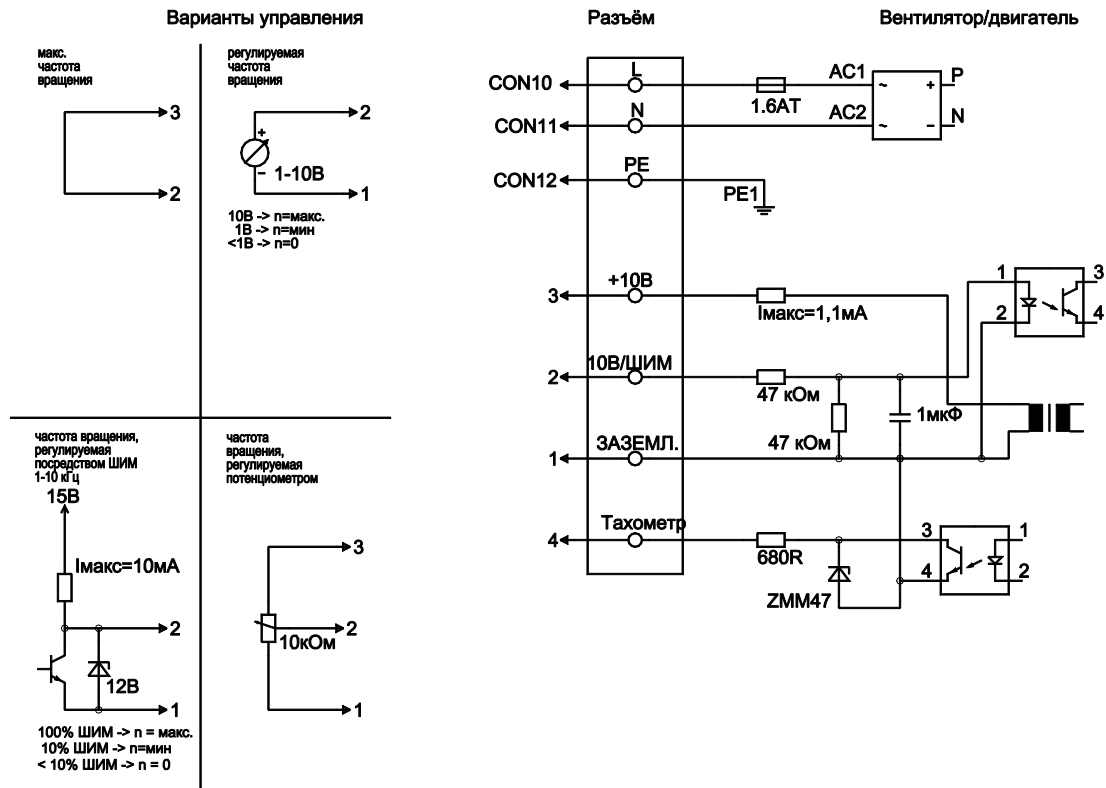 Варианты управления
Разъём
Вентилятор/двигатель
макс.
частота
вращения
3
2
регулируемая
частота
вращения
2
+
1-10В
−
1
10В -> n=макс.
1В -> n=мин
<1В -> n=0
частота вращения,
регулируемая
посредством ШИМ
1-10 кГц
15В
Iмакс=10мА
2
12В
1
100% ШИМ -> n = макс.
10% ШИМ -> n=мин
< 10% ШИМ -> n = 0
частота
вращения,
регулируемая
потенциометром
3
2
10кОм
1
CON10
L
1.6AT
AC1
~
+
P
CON11
N
AC2
~
−
N
CON12
PE
PE1
3
+10В
Iмакс=1,1мА
1
2
3
4
2
10В/ШИМ
47 кОм
47 кОм
1мкФ
1
ЗАЗЕМЛ.
4
Тахометр
680R
ZMM47
3
4
1
2